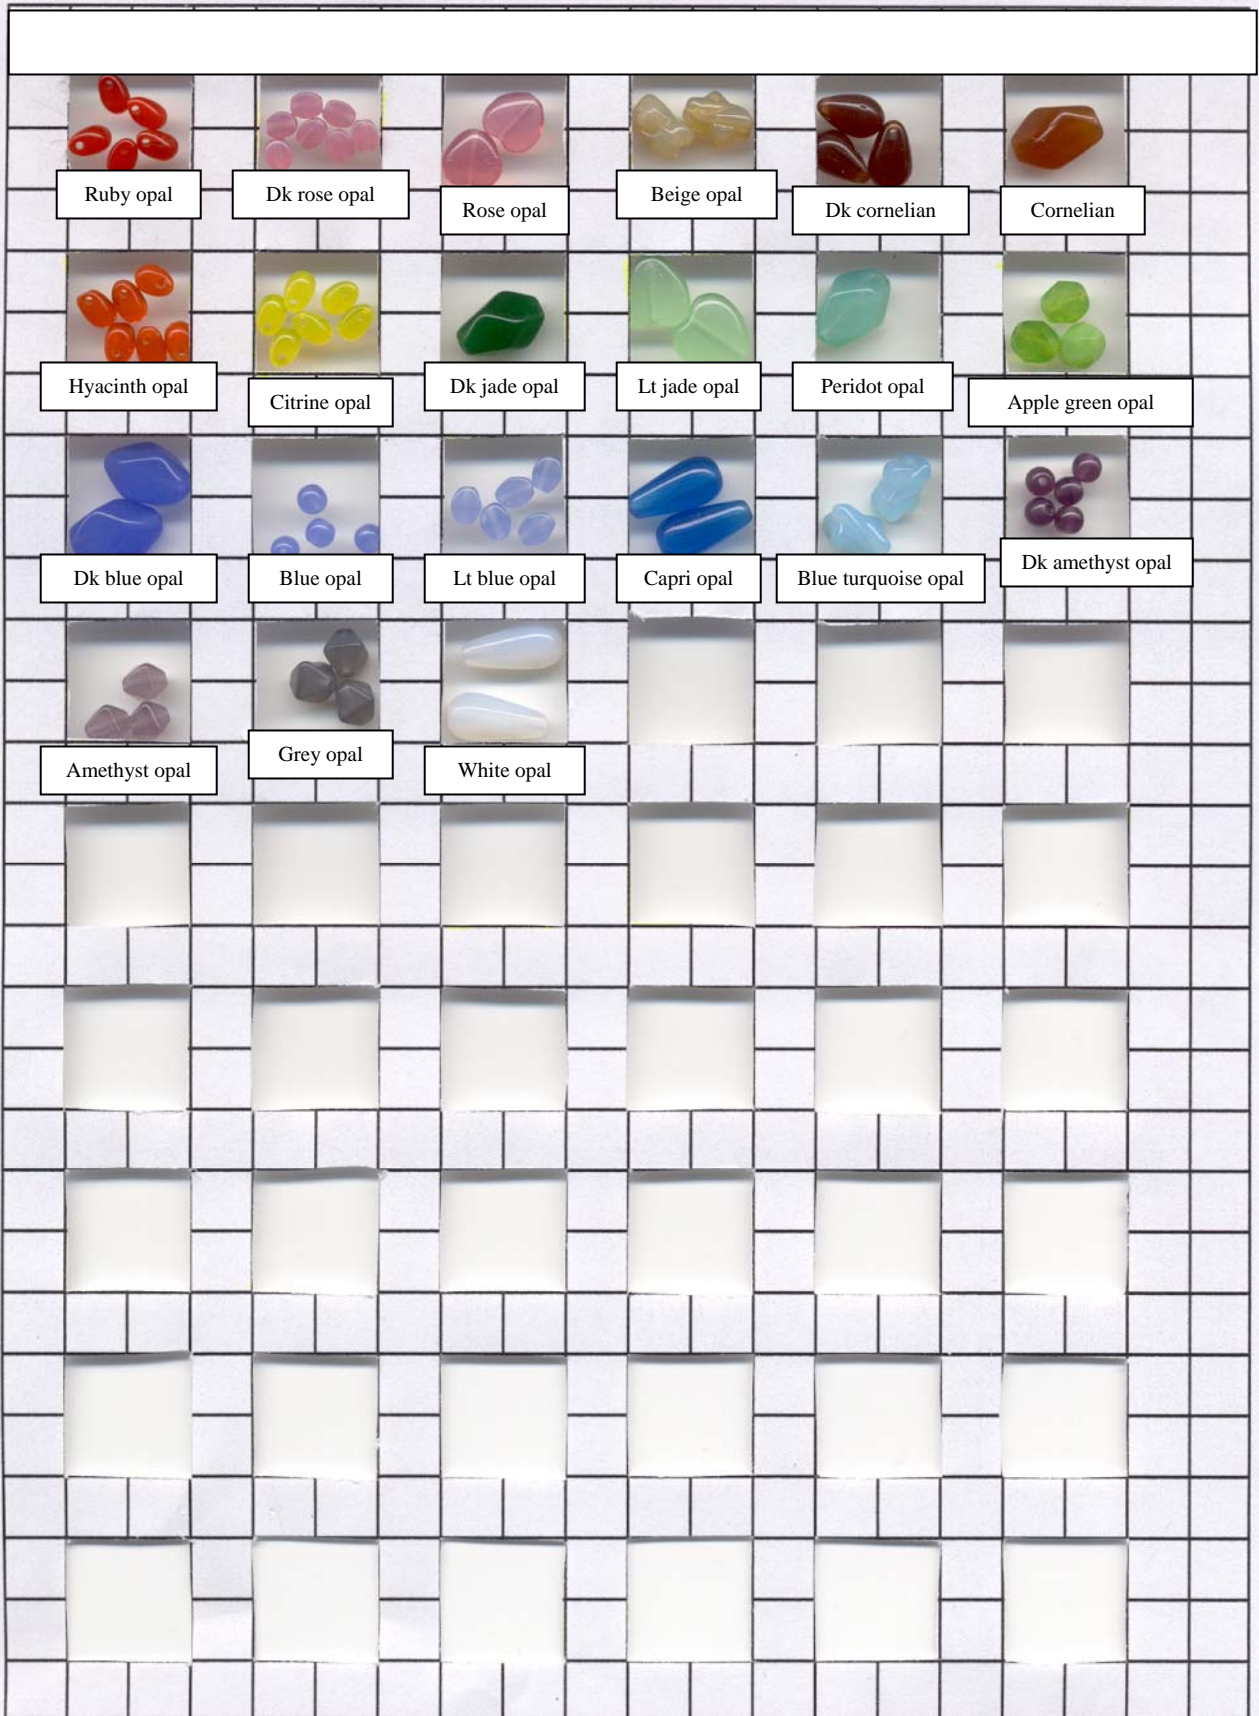 Ruby opal
Dk rose opal
Rose opal
Beige opal
Dk cornelian
Cornelian
Hyacinth opal
Citrine opal
Dk jade opal
Lt jade opal
Peridot opal
Apple green opal
Dk blue opal
Blue opal
Lt blue opal
Capri opal
Blue turquoise opal
Dk amethyst opal
Amethyst opal
Grey opal
White opal